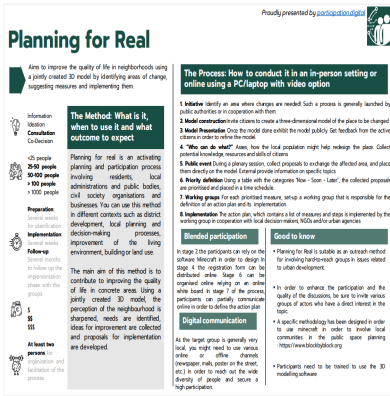 Proudly presented by participation.digital
Planning for Real
Aims to improve the quality of life in neighborhoods using
a jointly created 3D model by identifying areas of change,
suggesting measures and implementing them
The Process: How to conduct it in an in-person setting or
online using a PC/laptop with video option
Information
Ideation
Consultation
Co-Decision
<25 people
25-50 people
50-100 people
> 100 people
> 1000 people
Preparation
Several weeks
for planification
Implementation
Several weeks
Follow-up
Several months
to follow up the
implementation
phase with the
groups
$
$$
$$$
At least two
persons for
organization and
facilitation of the
process
The Method: What is it,
when to use it and what
outcome to expect
Planning for real is an activating
planning and participation process
involving residents, local
administrations and public bodies,
civil society organisations and
businesses. You can use this method
in different contexts such as district
development, local planning and
decision-making processes,
improvement of the living
environment, building or land use.
The main aim of this method is to
contribute to improving the quality
of life in concrete areas. Using a
jointly created 3D model, the
perception of the neighbourhood is
sharpened, needs are identified,
ideas for improvement are collected
and proposals for implementation
are developed.
1. Initiative Identify an area where changes are needed! Such a process is generally launched by
public authorities or in cooperation with them
2. Model construction Invite citizens to create a three-dimensional model of the place to be changed
3. Model Presentation Once the model done exhibit the model publicly. Get feedback from the active
citizens in order to refine the model.
4. "Who can do what?" Asses, how the local population might help redesign the place. Collect
potential knowledge, resources and skills of citizens
5. Public event During a plenary session, collect proposals to exchange the affected area, and place
them directly on the model. External provide information on specific topics
6. Priority definition Using a table with the categories "Now - Soon - Later", the collected proposals
are prioritised and placed in a time schedule.
7. Working groups For each prioritised measure, setup a working group that is responsible for the
definition of an action plan and its implementation
8. Implementation The action plan, which contains a list of measures and steps is implemented by the
working group in cooperation with local decision-makers, NGOs and/or urban agencies
Blended participation
In stage 2 the participants can rely on the
software Minecraft in order to design In
stage 4 the registration form can be
distributed online. Stage 6 can be
organised online relying on an online
white board In stage 7 of the process,
participants can partially communicate
online in order to define the action plan
Digital communication
As the target group is generally very
local, you might need to use various
online or offline channels
(newspaper, mails, poster on the street,
etc.) in order to reach out the wide
diversity of people and secure a
high participation.
Good to know
• Planning for Real is suitable as an outreach method
for involving hard-to-reach groups in issues related
to urban development.
• In order to enhance the participation and the
quality of the discussions, be sure to invite various
groups of actors who have a direct interest in the
topic.
• A specific methodology has been designed in order
to use minecraft in order to involve local
communities in the public space planning
: https://www.blockbyblock.org
• Participants need to be trained to use the 3D
modelling software